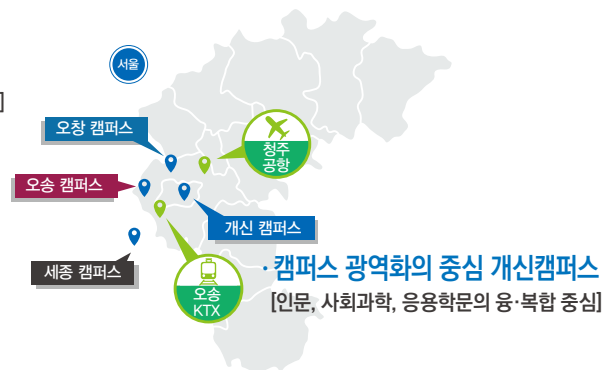 서울
]
오창 캠퍼스
청주
공항
오송 캠퍼스
개신 캠퍼스
세종 캠퍼스
오송
KTX
· 캠퍼스 광역화의 중심 개신캠퍼스
[인문, 사회과학, 응용학문의 융·복합 중심]